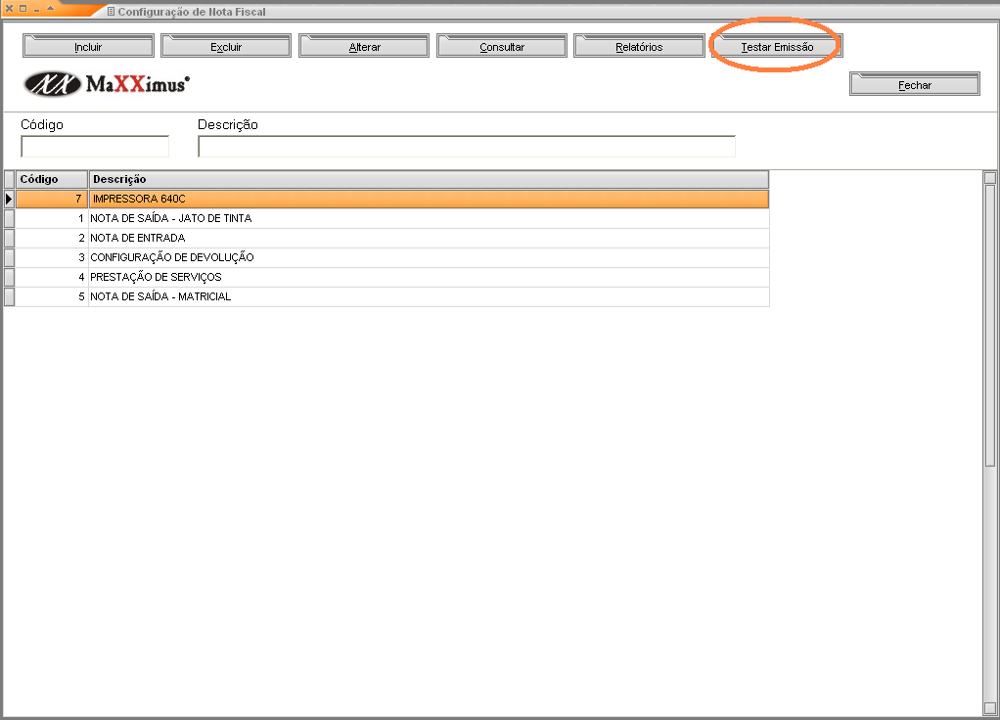 Configuração de Nota Fiscal
Incluir Excluir Alterar Consultar Relatórios Testar Emissão
XX MaXXimus
Fechar
Código Descrição
Código Descrição
7 IMPRESSORA 640C
1 NOTA DE SAÍDA - JATO DE TINTA
2 NOTA DE ENTRADA
3 CONFIGURAÇÃO DE DEVOLUÇÃO
4 PRESTAÇÃO DE SERVIÇOS
5 NOTA DE SAÍDA - MATRICIAL